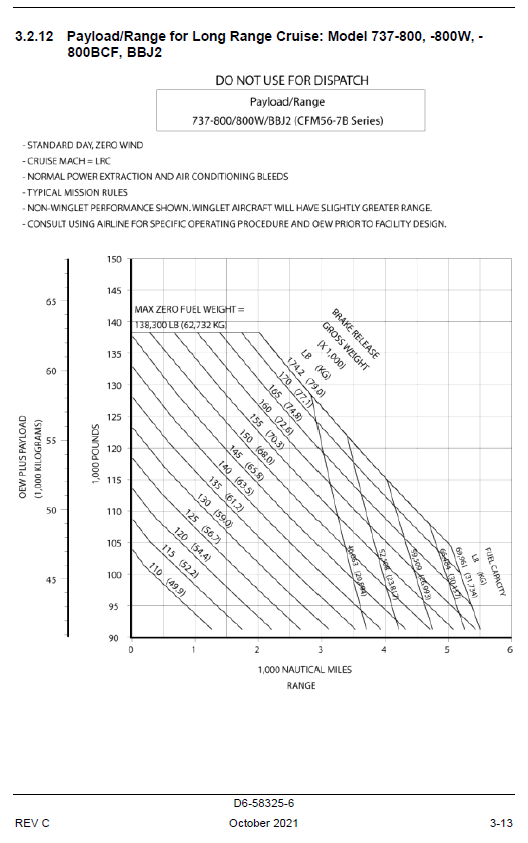 3.2.12 Payload/Range for Long Range Cruise: Model 737-800, -800W, -
800BCF, BBJ2
DO NOT USE FOR DISPATCH
Payload/Range
737-800/800W/BBJ2 (CFM56-7B Series)
- STANDARD DAY, ZERO WIND
- CRUISE MACH = LRC
- NORMAL POWER EXTRACTION AND AIR CONDITIONING BLEEDS
- TYPICAL MISSION RULES
- NON-WINGLET PERFORMANCE SHOWN. WINGLET AIRCRAFT WILL HAVE SLIGHTLY GREATER RANGE.
- CONSULT USING AIRLINE FOR SPECIFIC OPERATING PROCEDURE AND OEW PRIOR TO FACILITY DESIGN.
OEW PLUS PAYLOAD
(1,000 KILOGRAMS)
65
60
55
50
45
1,000 POUNDS
150
145
140
135
130
125
120
115
110
105
100
95
90
MAX ZERO FUEL WEIGHT =
138,300 LB (62,732 KG)
BRAKE RELEASE
GROSS WEIGHT
(X 1,000)
LB (KG)
174.2 (79.0)
170 (77.1)
165 (74.8)
160 (72.6)
155 (70.3)
150 (68.0)
145 (65.8)
140 (63.5)
135 (61.2)
130 (59.0)
125 (56.7)
120 (54.4)
115 (52.2)
110 (49.9)
69,961 (31,734)
LB (KG)
FUEL CAPACITY
0
1
2
3
4
5
6
1,000 NAUTICAL MILES
RANGE
D6-58325-6
REV C
October 2021
3-13